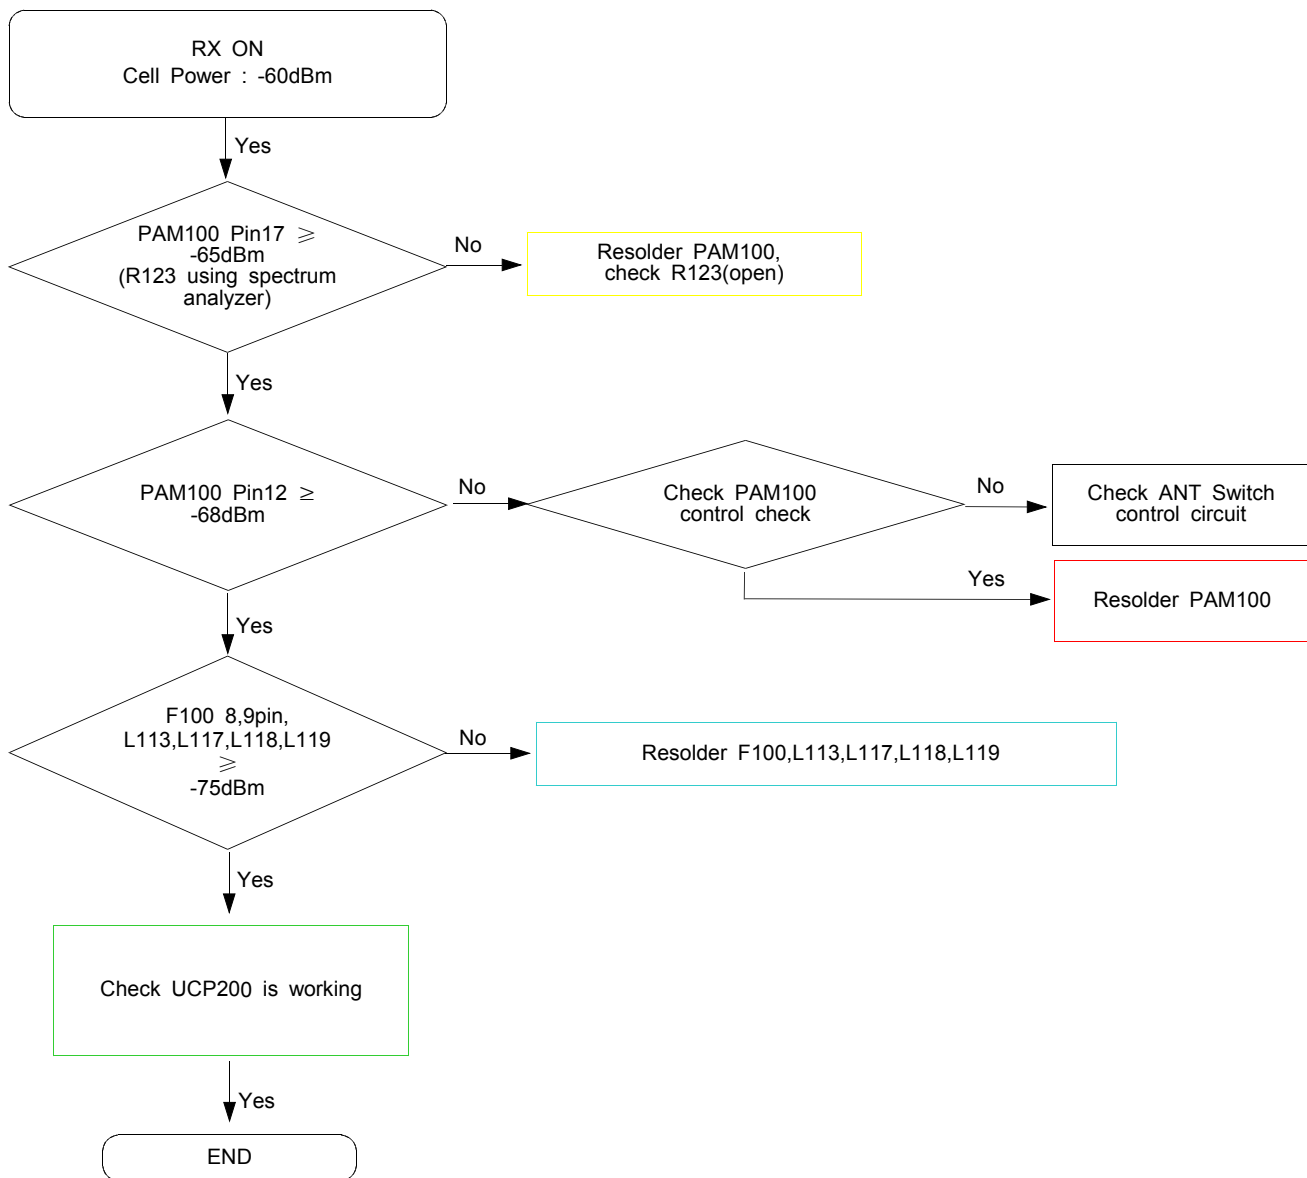 RX ON
Cell Power : -60dBm
Yes
PAM100 Pin17 ≥
-65dBm
(R123 using spectrum
analyzer)
No
Resolder PAM100,
check R123(open)
Yes
PAM100 Pin12 ≥
-68dBm
No
Check PAM100
control check
No
Check ANT Switch
control circuit
Yes
Resolder PAM100
Yes
F100 8,9pin,
L113,L117,L118,L119
≥
-75dBm
No
Resolder F100,L113,L117,L118,L119
Yes
Check UCP200 is working
Yes
END